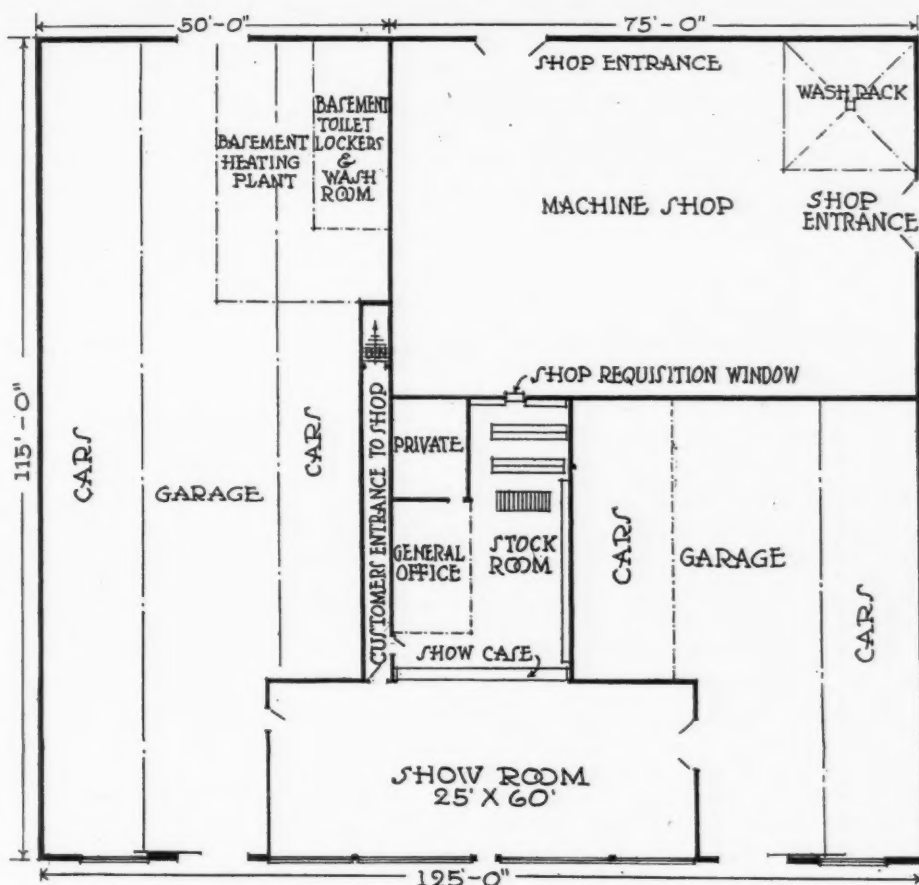 50'-0"
75'-0"
SHOP ENTRANCE
WASH RACK
BASEMENT
HEATING
PLANT
BASEMENT
TOILET
LOCKERS
&
WASH
ROOM
MACHINE SHOP
SHOP
ENTRANCE
115'-0"
CARS
GARAGE
CARS
DN
CUSTOMERS ENTRANCE TO SHOP
SHOP REQUISITION WINDOW
PRIVATE
GENERAL
OFFICE
STOCK
ROOM
CARS
GARAGE
CARS
SHOW CASE
SHOW ROOM
25' X 60'
125'-0"